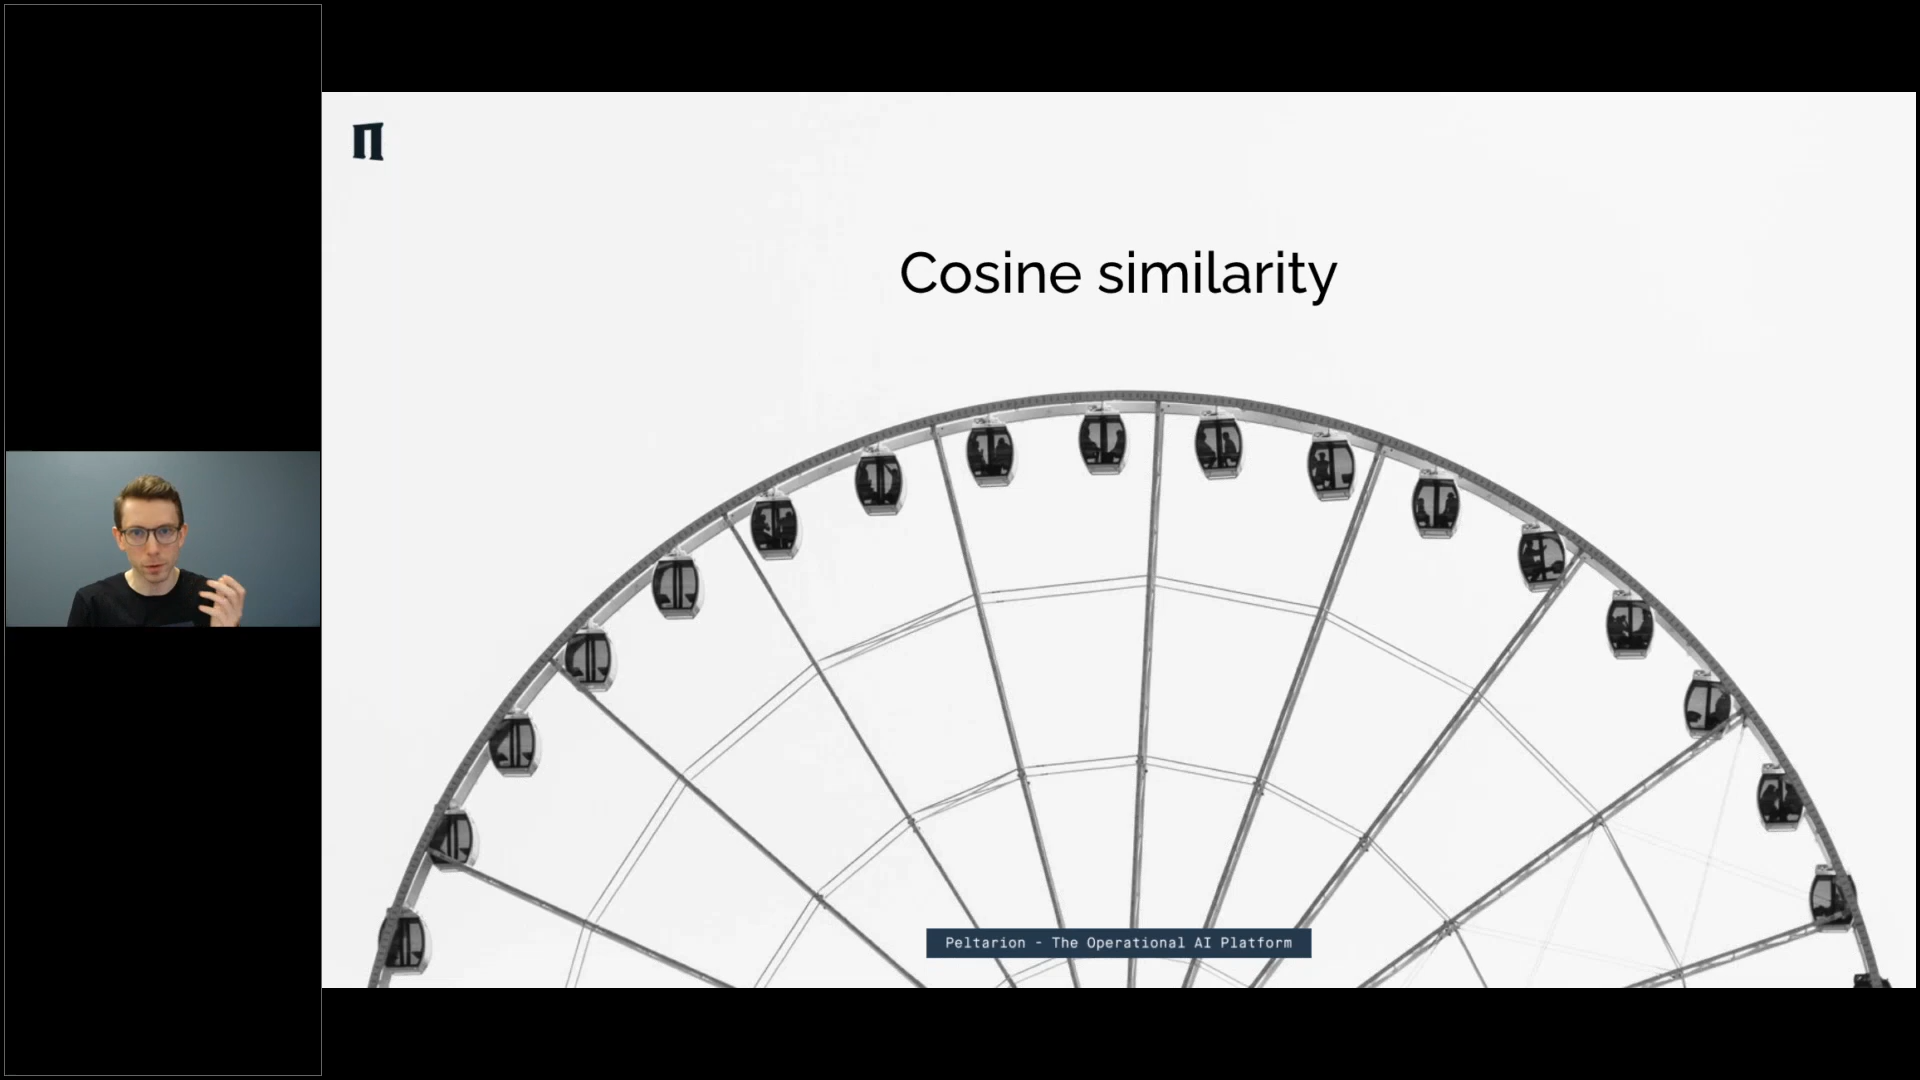 Cosine similarity
Peltarion - The Operational AI Platform